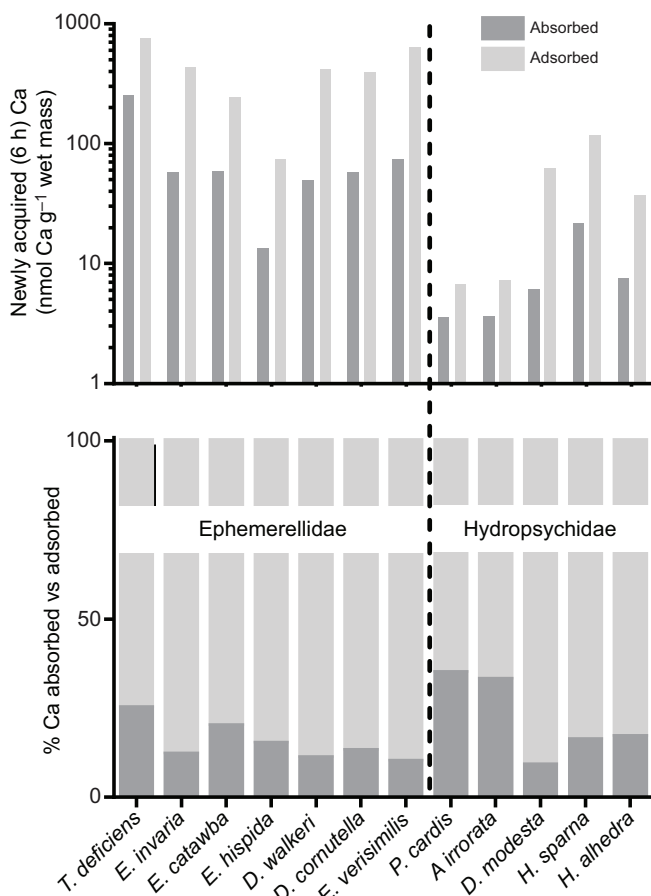 1000
100
10
1
Newly acquired (6 h) Ca
(nmol Ca g⁻¹ wet mass)
Absorbed
Adsorbed
100
50
0
% Ca absorbed vs adsorbed
Ephemerellidae
Hydropsychidae
T. deficiens
E. invaria
E. catawba
E. hispida
D. walkeri
D. cornutella
E. verisimilis
P. cardis
A irrorata
D. modesta
H. sparna
H. alhedra